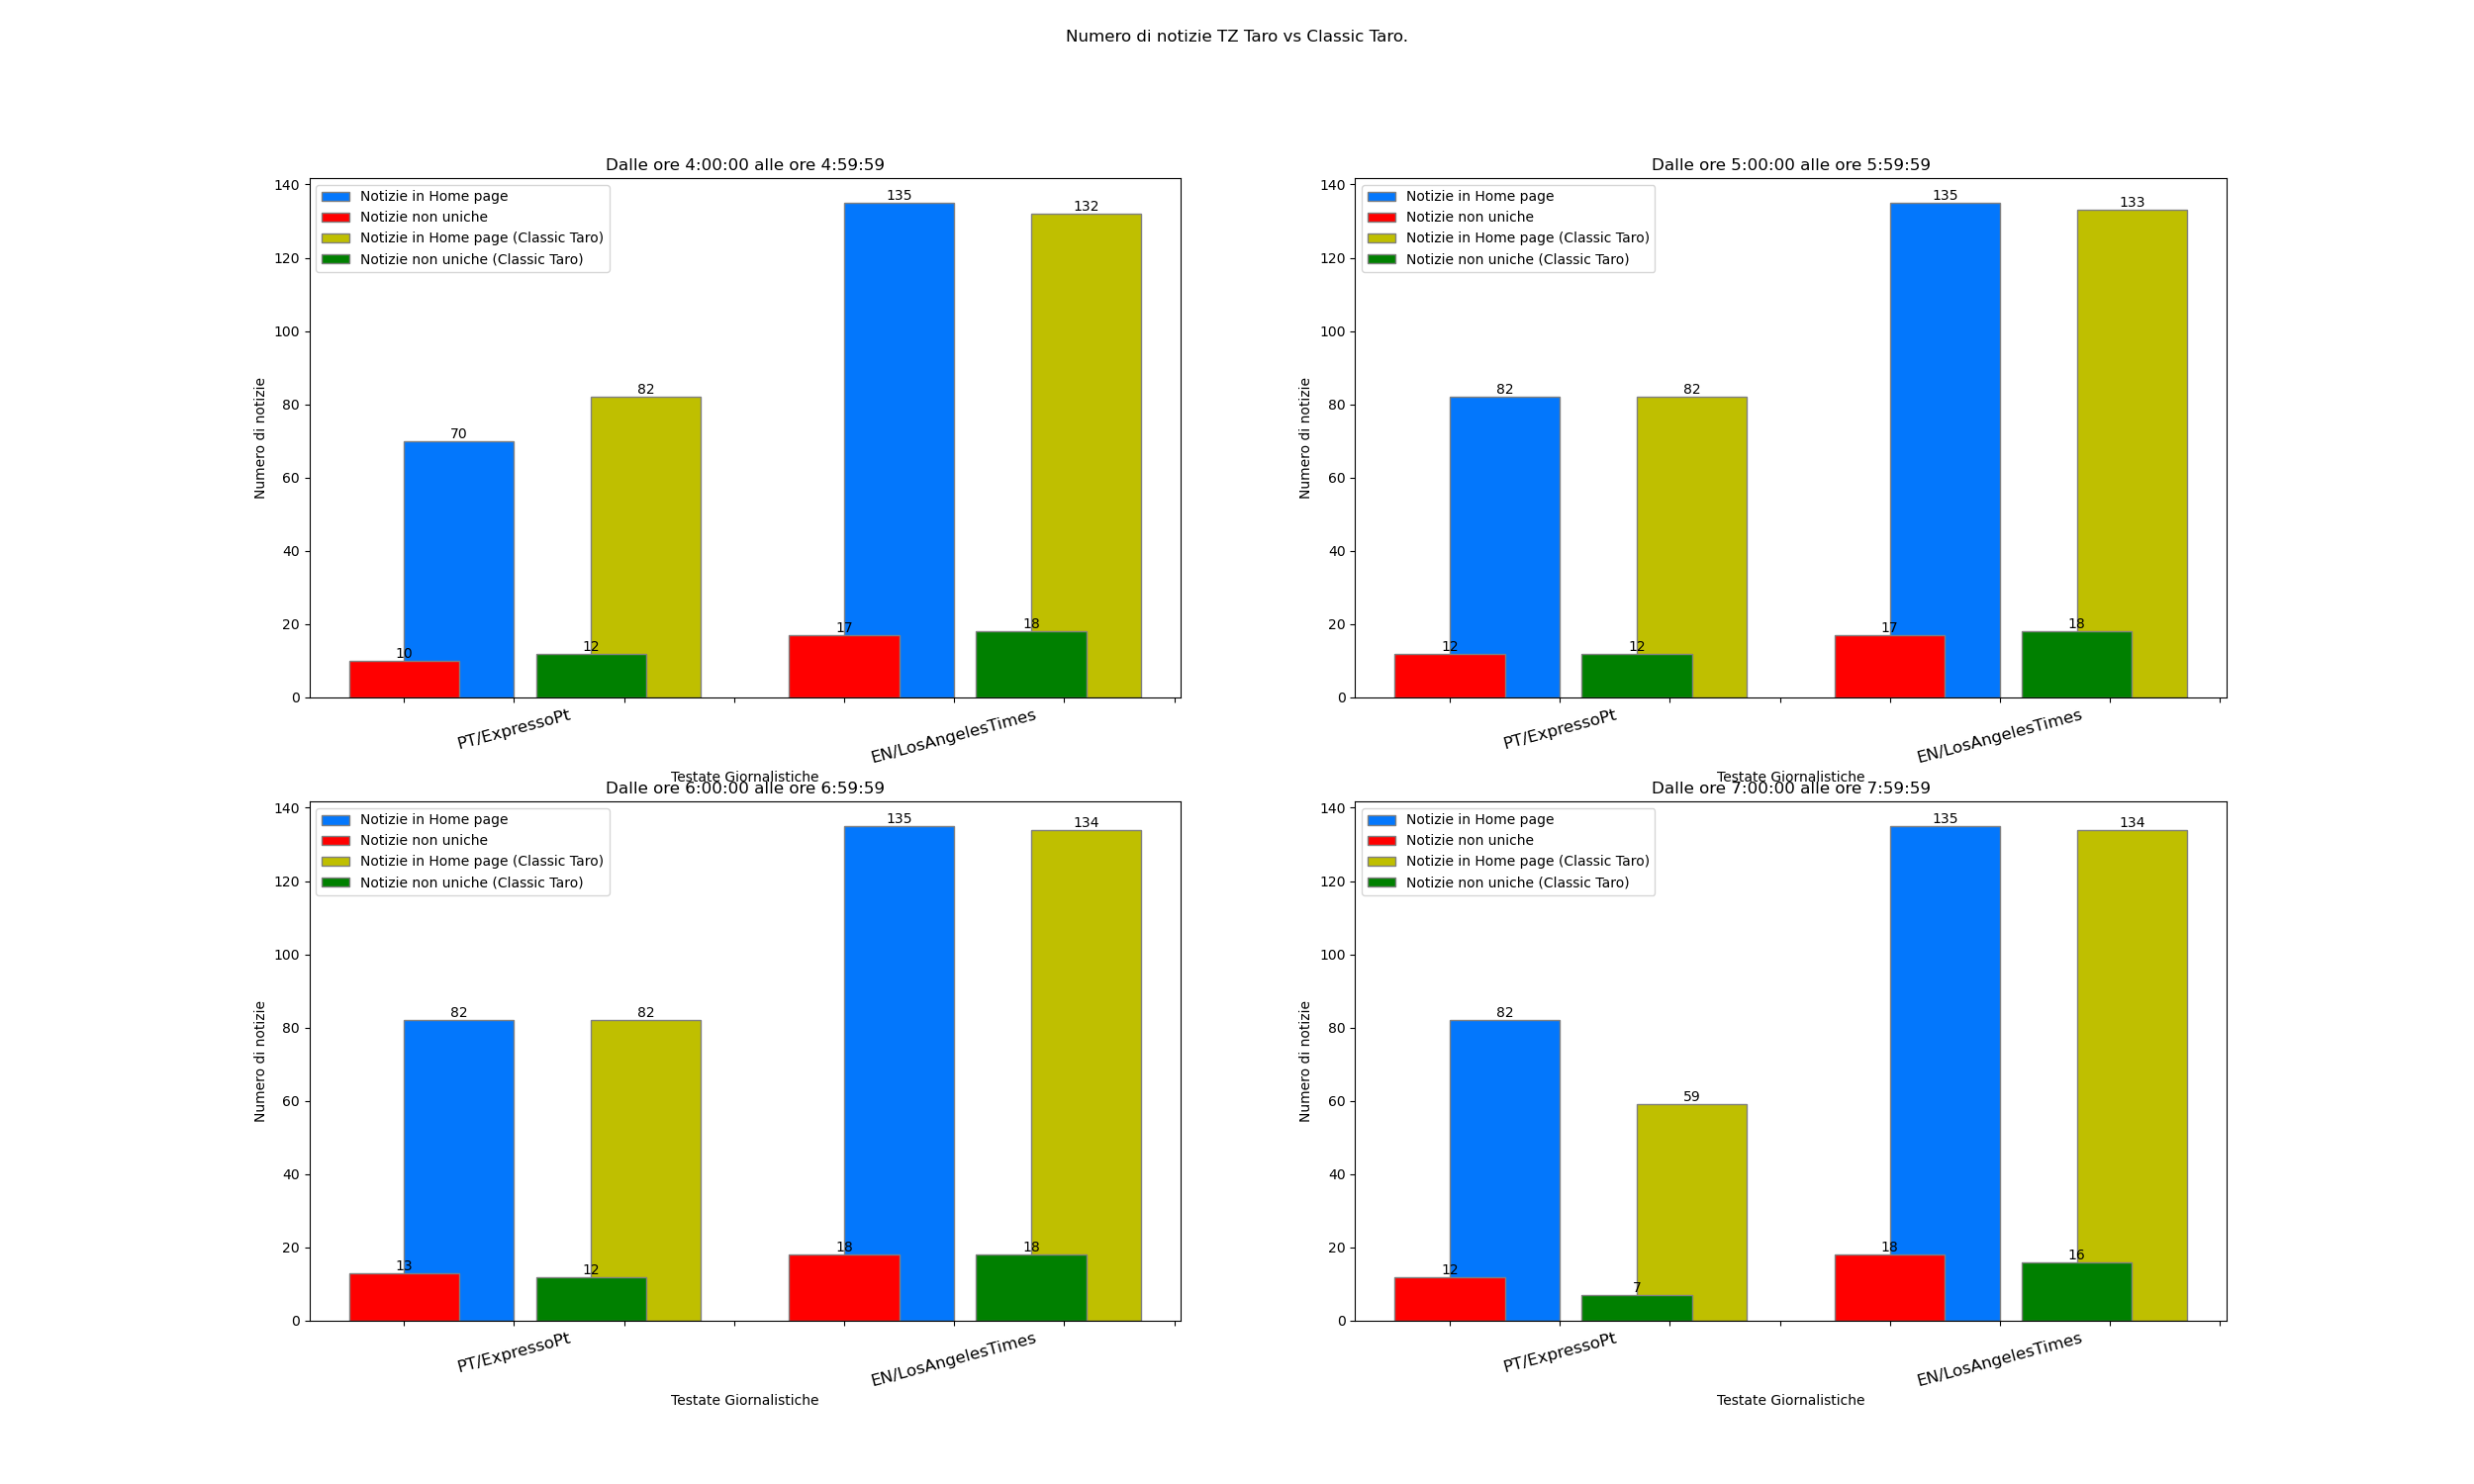 Numero di notizie TZ Taro vs Classic Taro.
Dalle ore 4:00:00 alle ore 4:59:59
Notizie in Home page
Notizie non uniche
Notizie in Home page (Classic Taro)
Notizie non uniche (Classic Taro)
Numero di notizie
140
120
100
80
60
40
20
0
10
70
12
82
17
135
18
132
PT/ExpressoPt
EN/LosAngelesTimes
Testate Giornalistiche
Dalle ore 5:00:00 alle ore 5:59:59
Notizie in Home page
Notizie non uniche
Notizie in Home page (Classic Taro)
Notizie non uniche (Classic Taro)
Numero di notizie
140
120
100
80
60
40
20
0
12
82
12
82
17
135
18
133
PT/ExpressoPt
EN/LosAngelesTimes
Testate Giornalistiche
Dalle ore 6:00:00 alle ore 6:59:59
Notizie in Home page
Notizie non uniche
Notizie in Home page (Classic Taro)
Notizie non uniche (Classic Taro)
Numero di notizie
140
120
100
80
60
40
20
0
13
82
12
82
18
135
18
134
PT/ExpressoPt
EN/LosAngelesTimes
Testate Giornalistiche
Dalle ore 7:00:00 alle ore 7:59:59
Notizie in Home page
Notizie non uniche
Notizie in Home page (Classic Taro)
Notizie non uniche (Classic Taro)
Numero di notizie
140
120
100
80
60
40
20
0
12
82
7
59
18
135
16
134
PT/ExpressoPt
EN/LosAngelesTimes
Testate Giornalistiche